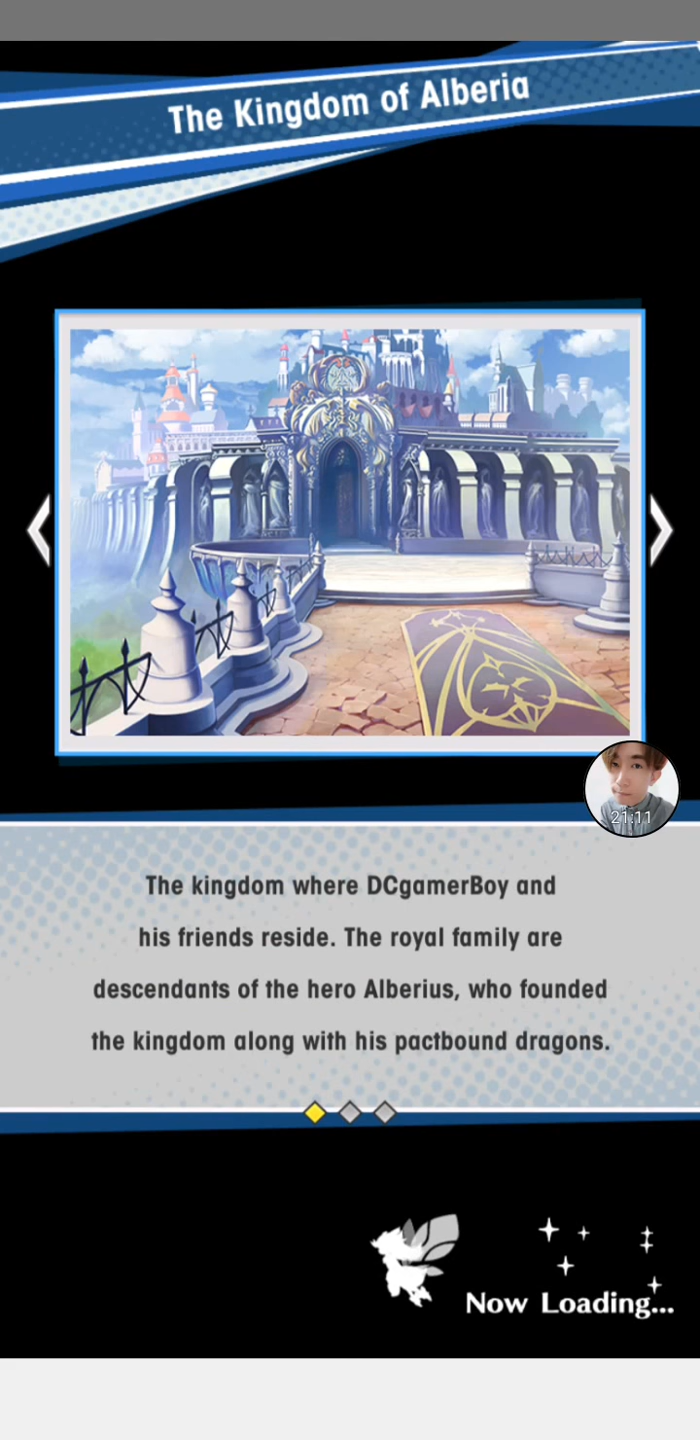 The Kingdom of Alberia
21:11
The kingdom where DCgamerBoy and
his friends reside. The royal family are
descendants of the hero Alberius, who founded
the kingdom along with his pactbound dragons.
Now Loading...